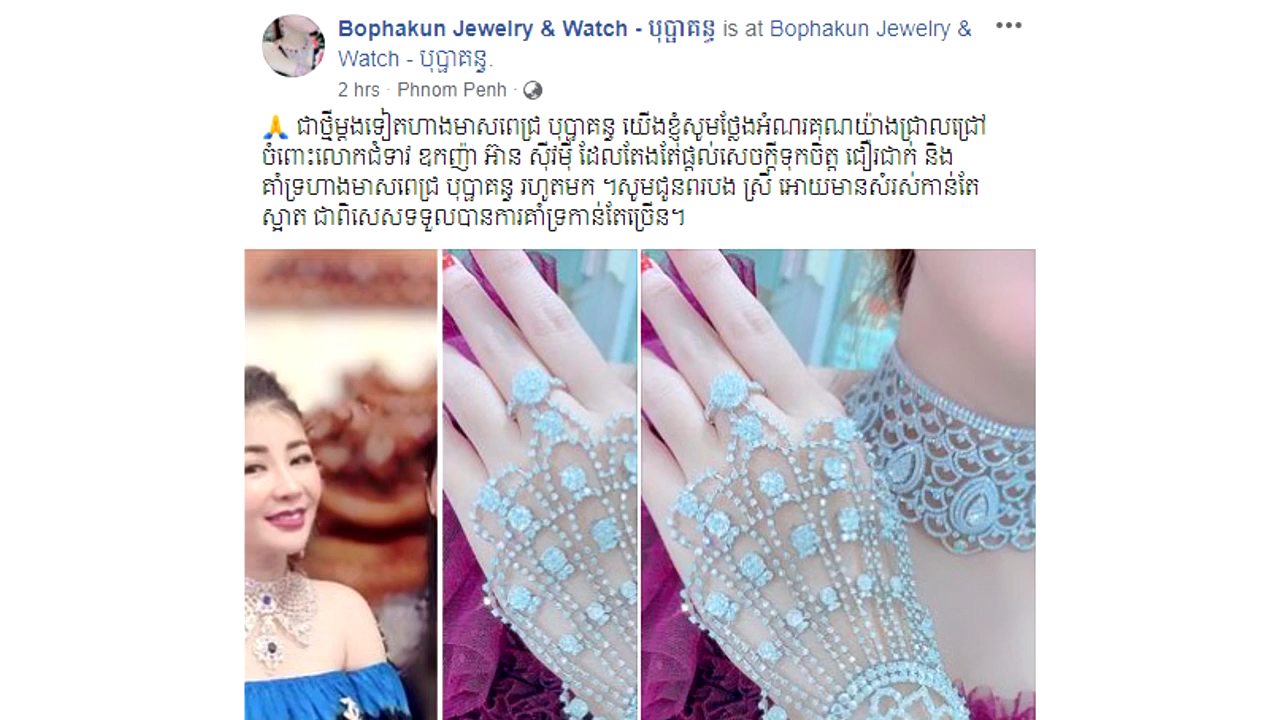 Bophakun Jewelry & Watch - បុប្ផាគន្ធ is at Bophakun Jewelry &
Watch - បុប្ផាគន្ធ.
2 hrs · Phnom Penh ·
🙏 ជាថ្មីម្តងទៀតហាងមាសពេជ្រ បុប្ផាគន្ធ យើងខ្ញុំសូមថ្លែងអំណរគុណយ៉ាងជ្រាលជ្រៅ
ចំពោះលោកជំទាវ ឧកញ៉ា អ៊ាន ស៊ីវម៉ី ដែលតែងតែផ្តល់សេចក្តីទុកចិត្ត ជឿរជាក់ និង
គាំទ្រហាងមាសពេជ្រ បុប្ផាគន្ធ រហូតមក ។សូមជូនពរបង ស្រី អោយមានសំរស់កាន់តែ
ស្អាត ជាពិសេសទទួលបានការគាំទ្រកាន់តែច្រើន។